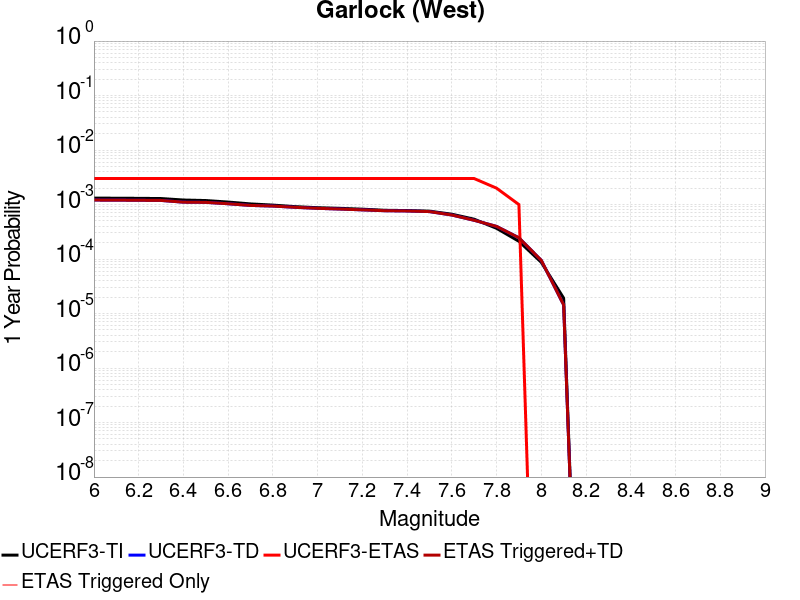 Garlock (West)
10^0
10^-1
10^-2
10^-3
10^-4
10^-5
10^-6
10^-7
10^-8
1 Year Probability
6 6.2 6.4 6.6 6.8 7 7.2 7.4 7.6 7.8 8 8.2 8.4 8.6 8.8 9
Magnitude
UCERF3-TI UCERF3-TD UCERF3-ETAS ETAS Triggered+TD
ETAS Triggered Only